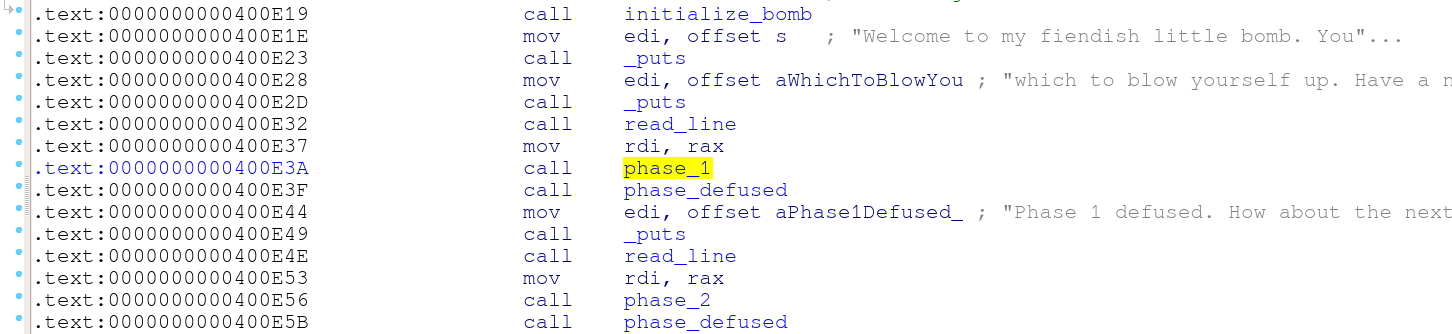 .text:0000000000400E19 call initialize_bomb
.text:0000000000400E1E mov edi, offset s ; "Welcome to my fiendish little bomb. You"...
.text:0000000000400E23 call _puts
.text:0000000000400E28 mov edi, offset aWhichToBlowYou ; "which to blow yourself up. Have a n
.text:0000000000400E2D call _puts
.text:0000000000400E32 call read_line
.text:0000000000400E37 mov rdi, rax
.text:0000000000400E3A call phase_1
.text:0000000000400E3F call phase_defused
.text:0000000000400E44 mov edi, offset aPhase1Defused_ ; "Phase 1 defused. How about the next
.text:0000000000400E49 call _puts
.text:0000000000400E4E call read_line
.text:0000000000400E53 mov rdi, rax
.text:0000000000400E56 call phase_2
.text:0000000000400E5B call phase_defused